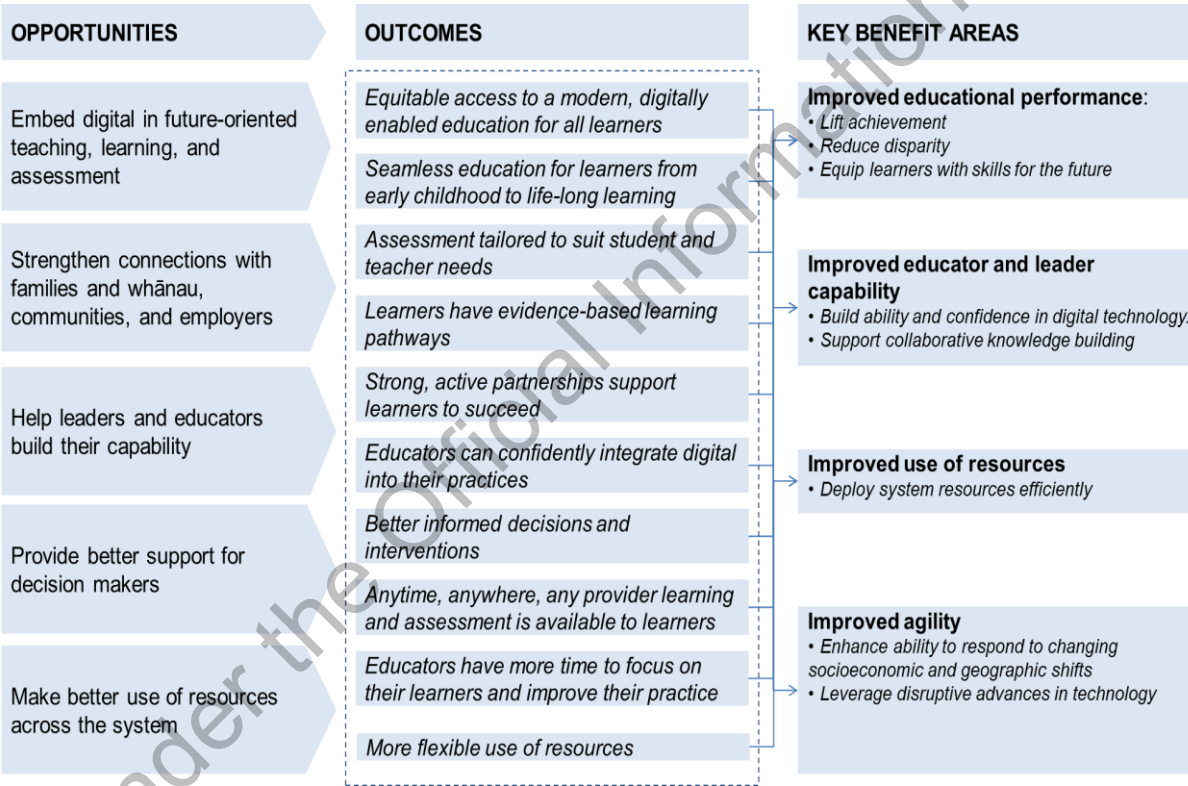 OPPORTUNITIES
Embed digital in future-oriented
teaching, learning, and
assessment
Strengthen connections with
families and whānau,
communities, and employers
Help leaders and educators
build their capability
Provide better support for
decision makers
Make better use of resources
across the system
OUTCOMES
Equitable access to a modern, digitally
enabled education for all learners
Seamless education for learners from
early childhood to life-long learning
Assessment tailored to suit student and
teacher needs
Learners have evidence-based learning
pathways
Strong, active partnerships support
learners to succeed
Educators can confidently integrate digital
into their practices
Better informed decisions and
interventions
Anytime, anywhere, any provider learning
and assessment is available to learners
Educators have more time to focus on
their learners and improve their practice
More flexible use of resources
KEY BENEFIT AREAS
Improved educational performance:
• Lift achievement
• Reduce disparity
• Equip learners with skills for the future
Improved educator and leader
capability
• Build ability and confidence in digital technology.
• Support collaborative knowledge building
Improved use of resources
• Deploy system resources efficiently
Improved agility
• Enhance ability to respond to changing
socioeconomic and geographic shifts
• Leverage disruptive advances in technology
the Official Information